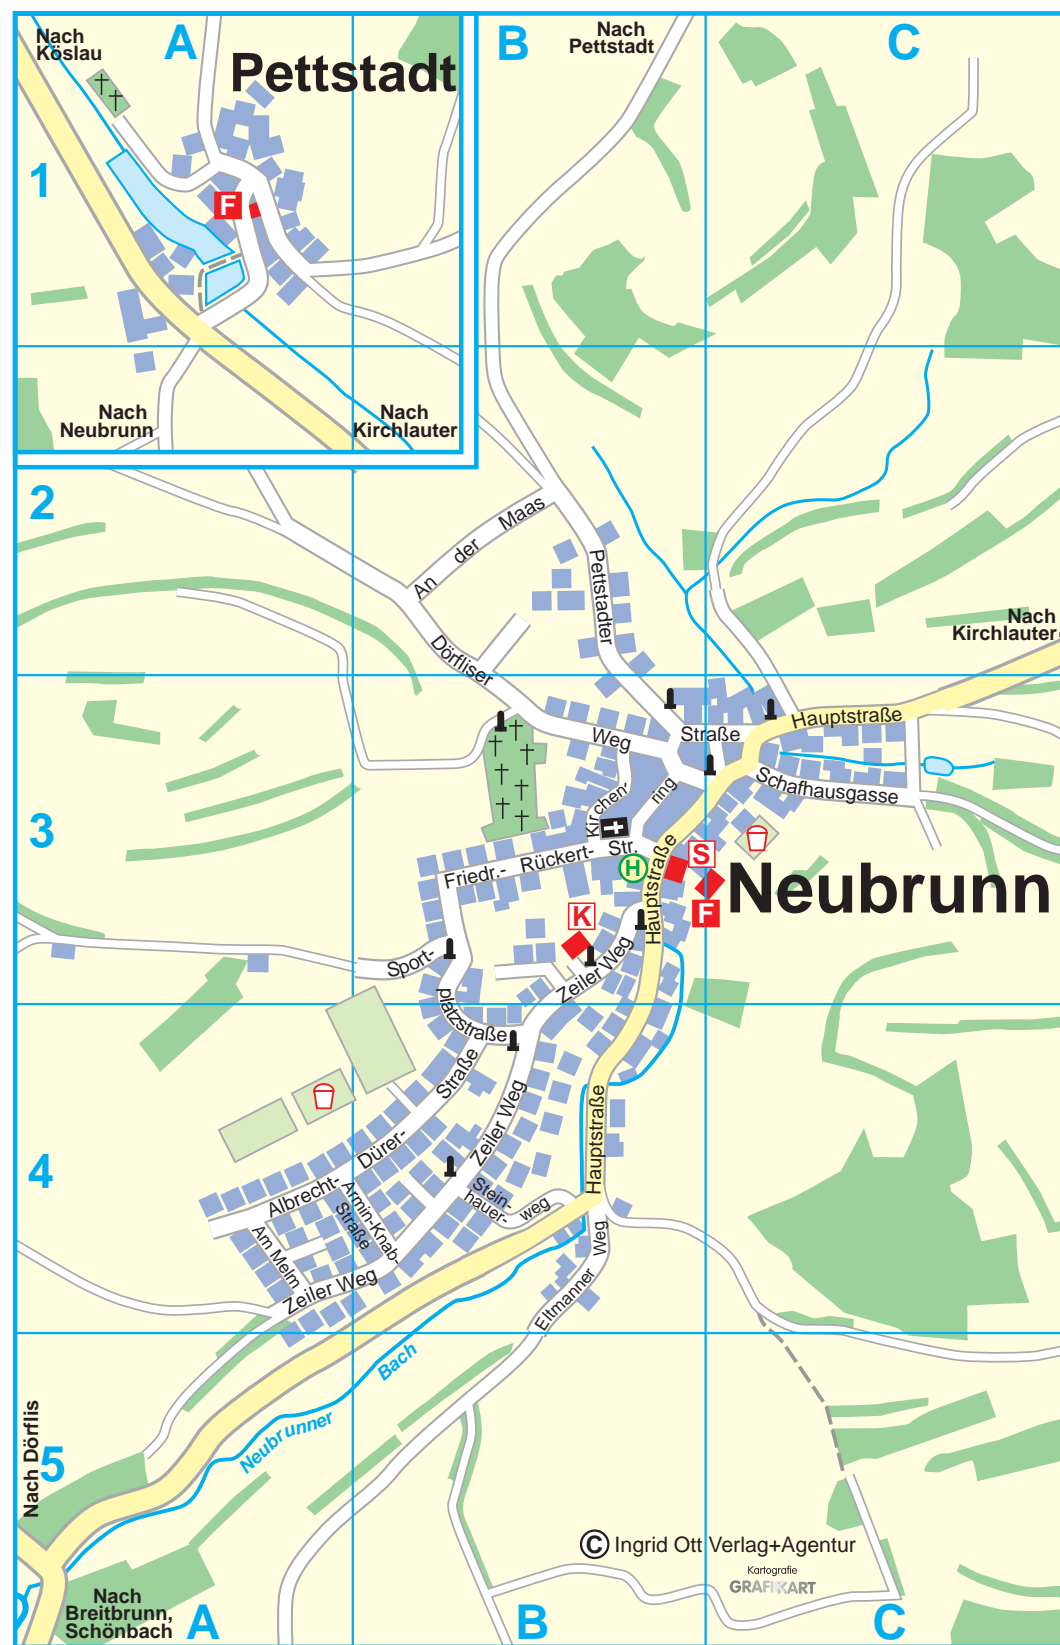 Nach
Köslau
A
Pettstadt
B
Nach
Pettstadt
C
1
F
Nach
Neubrunn
Nach
Kirchlauter
2
An der Maas
Pettstadter
Straße
Dörfliser
Weg
Nach
Kirchlauter
Hauptstraße
Schafhausgasse
Kirchen-
ring
3
Friedr.- Rückert- Str.
H
S
Hauptstraße
Neubrunn
F
K
Sport-
platzstraße
Zeiler Weg
Albrecht-
Dürer-
Straße
Zeiler Weg
Hauptstraße
4
Stein-
hauer-
weg
Armin-Knab-
Straße
Am Melm
Zeiler Weg
Eltmanner
Weg
Neubrunner
Bach
Nach Dörflis
5
C Ingrid Ott Verlag+Agentur
Kartografie
GRAFIKART
Nach
Breitbrunn,
Schönbach
A
B
C